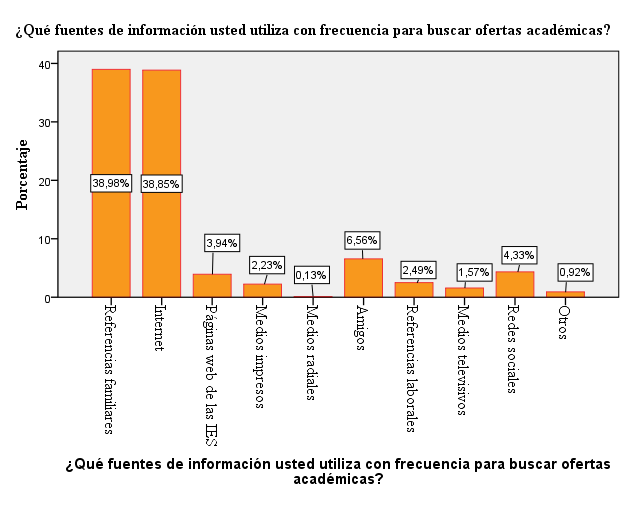 ¿Qué fuentes de información usted utiliza con frecuencia para buscar ofertas académicas?
Porcentaje
40
30
20
10
0
38,98%
38,85%
3,94%
2,23%
0,13%
6,56%
2,49%
1,57%
4,33%
0,92%
Referencias familiares
Internet
Páginas web de las IES
Medios impresos
Medios radiales
Amigos
Referencias laborales
Medios televisivos
Redes sociales
Otros
¿Qué fuentes de información usted utiliza con frecuencia para buscar ofertas
académicas?